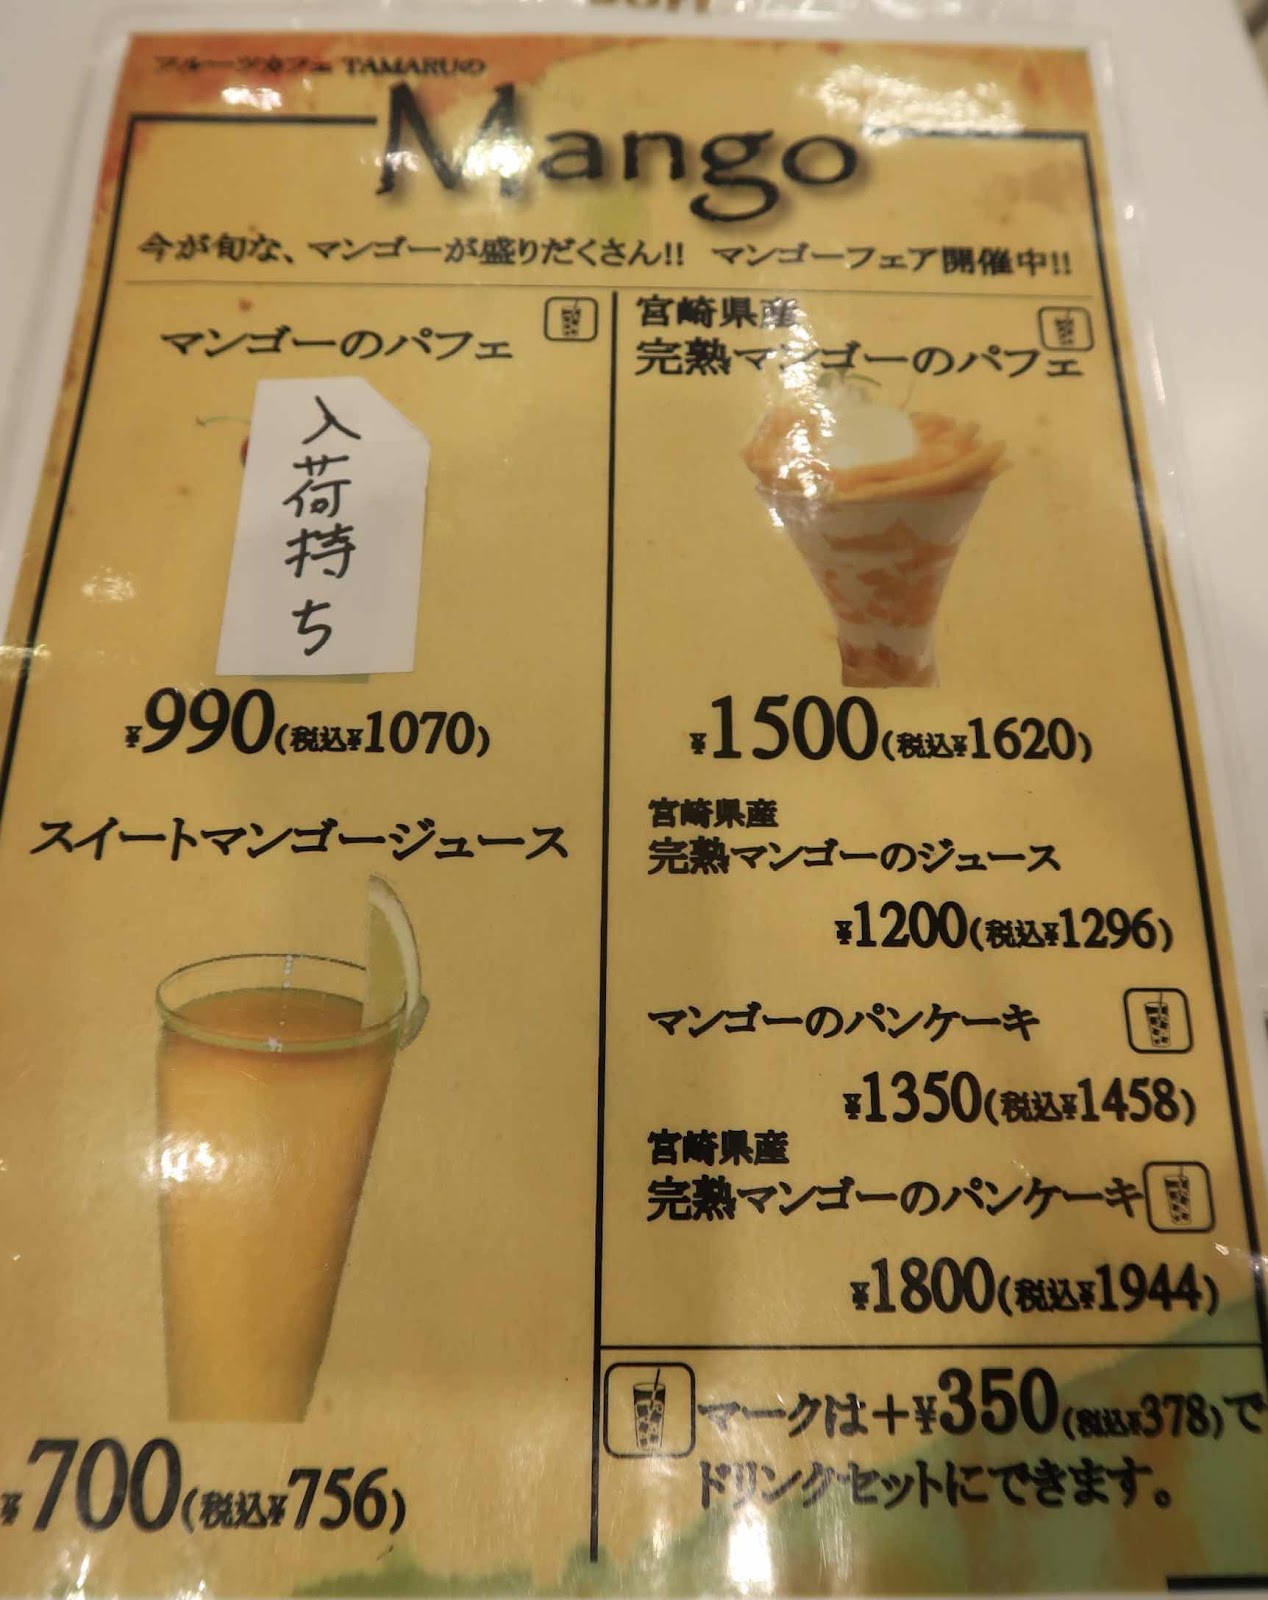 フルーツカフェ TAMARUの
Mango
今が旬な、マンゴーが盛りだくさん!! マンゴーフェア開催中!!
マンゴーのパフェ
入荷待ち
¥990(税込¥1070)
スイートマンゴージュース
¥700(税込¥756)
宮崎県産
完熟マンゴーのパフェ
¥1500(税込¥1620)
宮崎県産
完熟マンゴーのジュース
¥1200(税込¥1296)
マンゴーのパンケーキ
¥1350(税込¥1458)
宮崎県産
完熟マンゴーのパンケーキ
¥1800(税込¥1944)
マークは+¥350(税込¥378)で
ドリンクセットにできます。